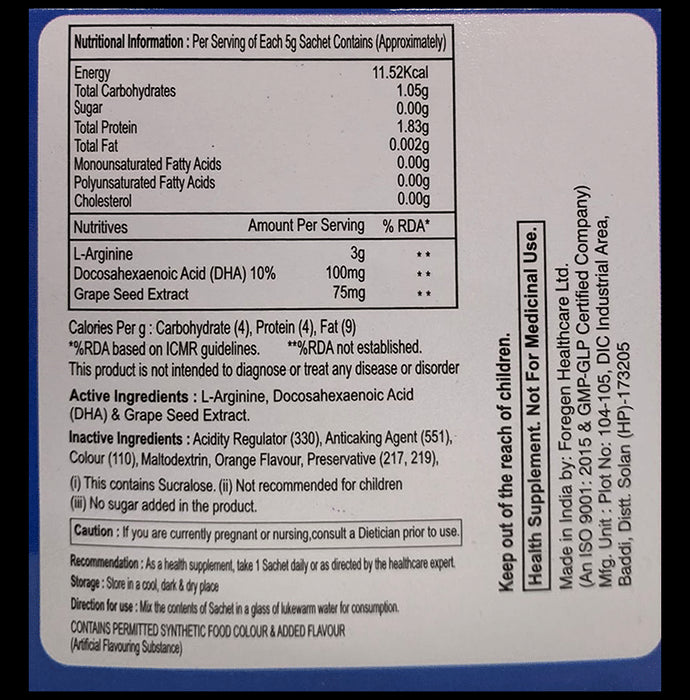 Nutritional Information : Per Serving of Each 5g Sachet Contains (Approximately)
Energy 11.52Kcal
Total Carbohydrates 1.05g
Sugar 0.00g
Total Protein 1.83g
Total Fat 0.002g
Monounsaturated Fatty Acids 0.00g
Polyunsaturated Fatty Acids 0.00g
Cholesterol 0.00g
Nutritives Amount Per Serving % RDA*
L-Arginine 3g **
Docosahexaenoic Acid (DHA) 10% 100mg **
Grape Seed Extract 75mg **
Calories Per g : Carbohydrate (4), Protein (4), Fat (9)
*%RDA based on ICMR guidelines. **%RDA not established.
This product is not intended to diagnose or treat any disease or disorder
Active Ingredients : L-Arginine, Docosahexaenoic Acid
(DHA) & Grape Seed Extract.
Inactive Ingredients : Acidity Regulator (330), Anticaking Agent (551),
Colour (110), Maltodextrin, Orange Flavour, Preservative (217, 219),
(i) This contains Sucralose. (ii) Not recommended for children
(iii) No sugar added in the product.
Caution : If you are currently pregnant or nursing,consult a Dietician prior to use.
Recommendation : As a health supplement, take 1 Sachet daily or as directed by the healthcare expert.
Storage : Store in a cool, dark & dry place
Direction for use : Mix the contents of Sachet in a glass of lukewarm water for consumption.
CONTAINS PERMITTED SYNTHETIC FOOD COLOUR & ADDED FLAVOUR
(Artificial Flavouring Substance)
Keep out of the reach of children.
Health Supplement. Not For Medicinal Use.
Made in India by: Foregen Healthcare Ltd.
(An ISO 9001: 2015 & GMP-GLP Certified Company)
Mfg. Unit : Plot No: 104-105, DIC Industrial Area,
Baddi, Distt. Solan (HP)-173205